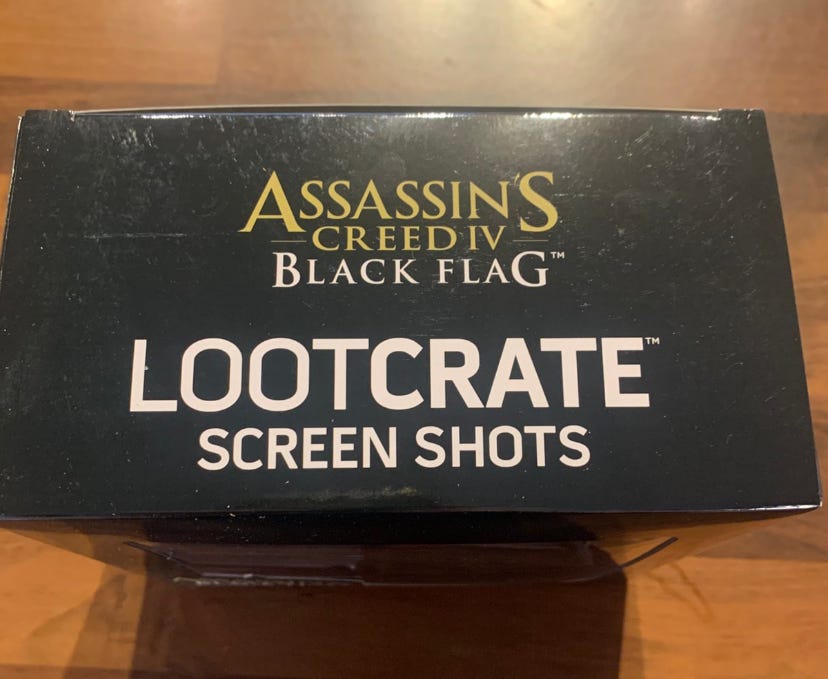 ASSASSIN'S
CREED IV
BLACK FLAG™
LOOTCRATE™
SCREEN SHOTS